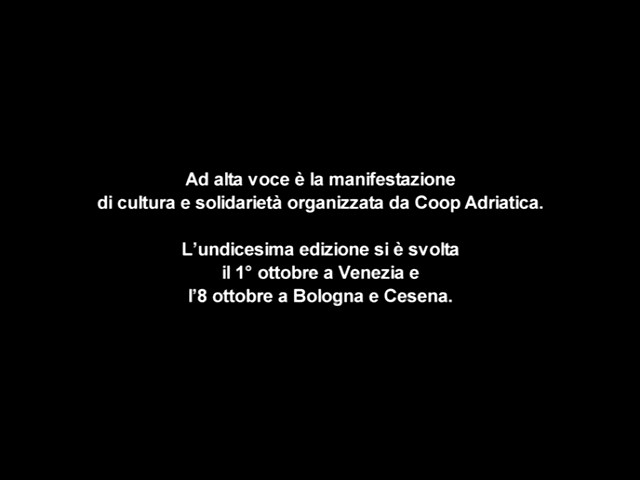 Ad alta voce è la manifestazione
di cultura e solidarietà organizzata da Coop Adriatica.
L'undicesima edizione si è svolta
il 1° ottobre a Venezia e
l'8 ottobre a Bologna e Cesena.